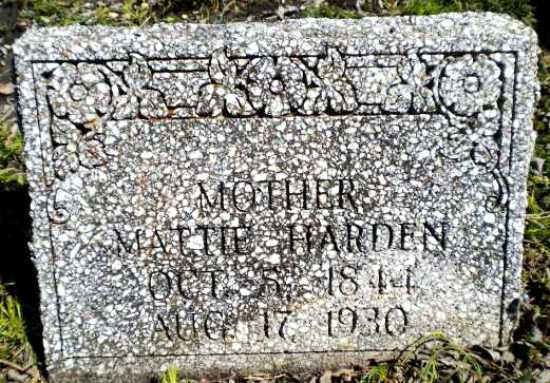 MOTHER
MATTIE HARDEN
OCT. 5, 1844
AUG. 17, 1930